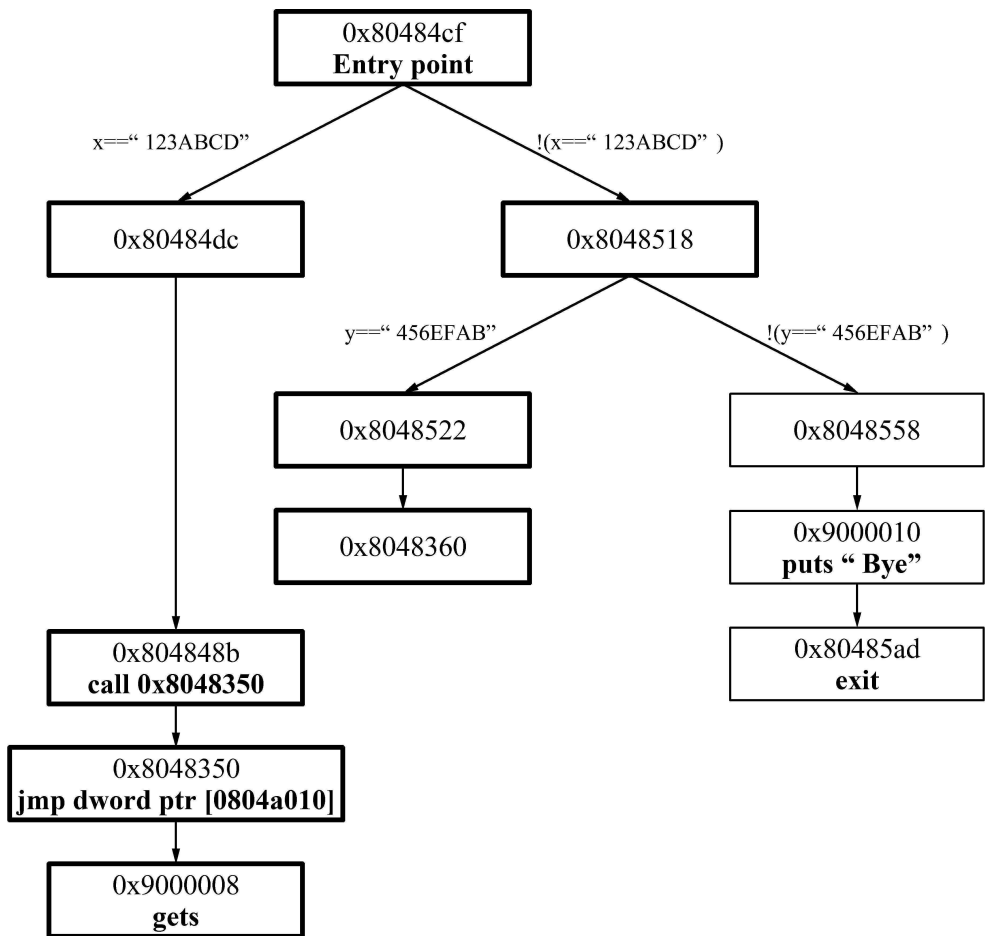 0x80484cf
Entry point
x==“ 123ABCD”
!(x==“ 123ABCD” )
0x80484dc
0x8048518
y==“ 456EFAB”
!(y==“ 456EFAB” )
0x8048522
0x8048558
0x8048360
0x9000010
puts “ Bye”
0x804848b
call 0x8048350
0x80485ad
exit
0x8048350
jmp dword ptr [0804a010]
0x9000008
gets